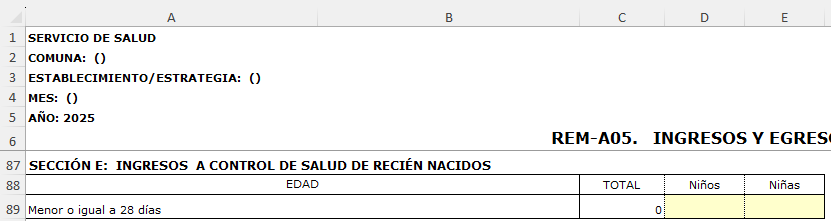 A B C D E
1 SERVICIO DE SALUD
2 COMUNA: ()
3 ESTABLECIMIENTO/ESTRATEGIA: ()
4 MES: ()
5 AÑO: 2025
6 REM-A05. INGRESOS Y EGRES
87 SECCIÓN E: INGRESOS A CONTROL DE SALUD DE RECIÉN NACIDOS
88 EDAD TOTAL Niños Niñas
89 Menor o igual a 28 días 0